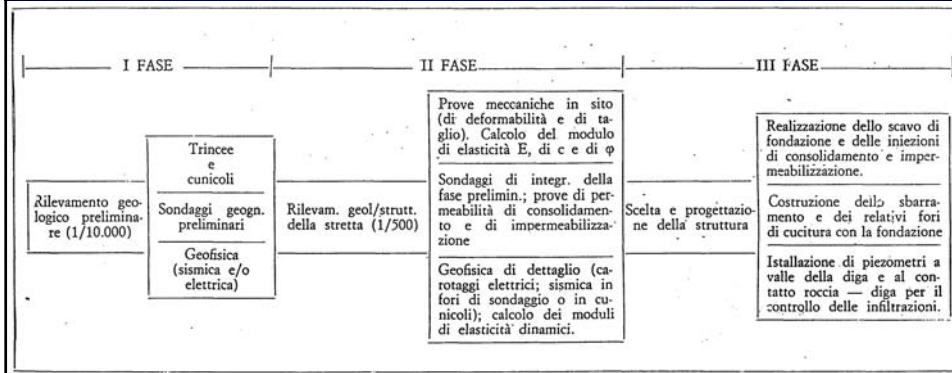 I FASE
II FASE
III FASE
Rilevamento geo-
logico prelimina-
re (1/10.000)
Trincee
e
cunicoli
Sondaggi geogn.
preliminari
Geofisica
(sismica e/o
elettrica)
Rilevam. geol/strutt.
della stretta (1/500)
Prove meccaniche in sito
(di deformabilità e di ta-
glio). Calcolo del modulo
di elasticità E, di c e di φ
Sondaggi di integr. della
fase prelimin.; prove di per-
meabilità di consolidamen-
to e di impermeabilizza-
zione
Geofisica di dettaglio (ca-
rotaggi elettrici; sismica in
fori di sondaggio o in cu-
nicoli); calcolo dei moduli
di elasticità dinamici.
Scelta e progettazio-
ne della struttura
Realizzazione dello scavo di
fondazione e delle iniezioni
di consolidamento e imper-
meabilizzazione.
Costruzione dello sbarra-
mento e dei relativi fori
di cucitura con la fondazione
Istallazione di piezometri a
valle della diga e al con-
tatto roccia — diga per il
controllo delle infiltrazioni.